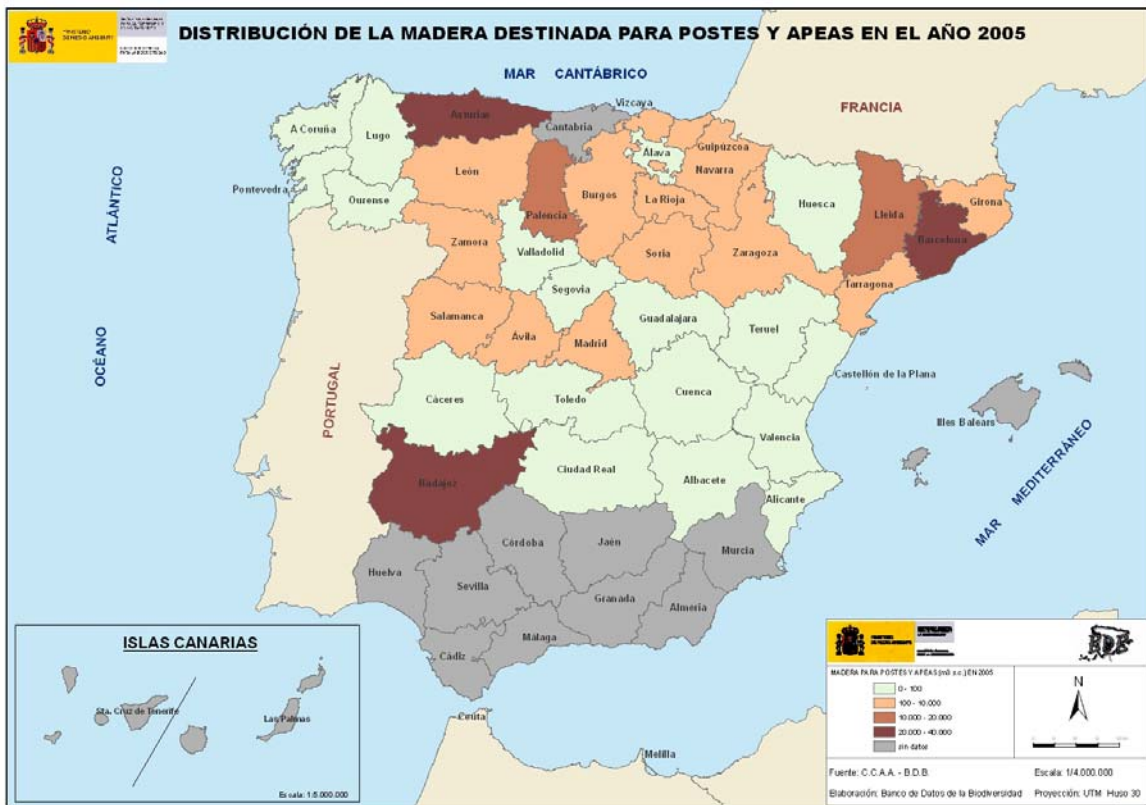 DISTRIBUCIÓN DE LA MADERA DESTINADA PARA POSTES Y APEAS EN EL AÑO 2005
MAR CANTÁBRICO
FRANCIA
OCÉANO ATLÁNTICO
PORTUGAL
MAR MEDITERRÁNEO
A Coruña
Lugo
Asturias
Cantabria
Vizcaya
Guipúzcoa
Álava
Navarra
Pontevedra
Ourense
León
Palencia
Burgos
La Rioja
Huesca
Lleida
Girona
Barcelona
Zamora
Valladolid
Soria
Zaragoza
Tarragona
Segovia
Salamanca
Ávila
Madrid
Guadalajara
Teruel
Castellón de la Plana
Cáceres
Toledo
Cuenca
Valencia
Illes Balears
Badajoz
Ciudad Real
Albacete
Alicante
Huelva
Sevilla
Córdoba
Jaén
Murcia
Granada
Almería
Málaga
Cádiz
Ceuta
Melilla
ISLAS CANARIAS
Sta. Cruz de Tenerife
Las Palmas
Escala: 1/5.000.000
MADERA PARA POSTES Y APEAS (m3 s.c.) EN 2005
0 - 100
100 - 10.000
10.000 - 20.000
20.000 - 40.000
sin datos
N
Fuente: C.C.A.A. - B.D.B.
Escala: 1/4.000.000
Elaboración: Banco de Datos de la Biodiversidad
Proyección: UTM Huso 30